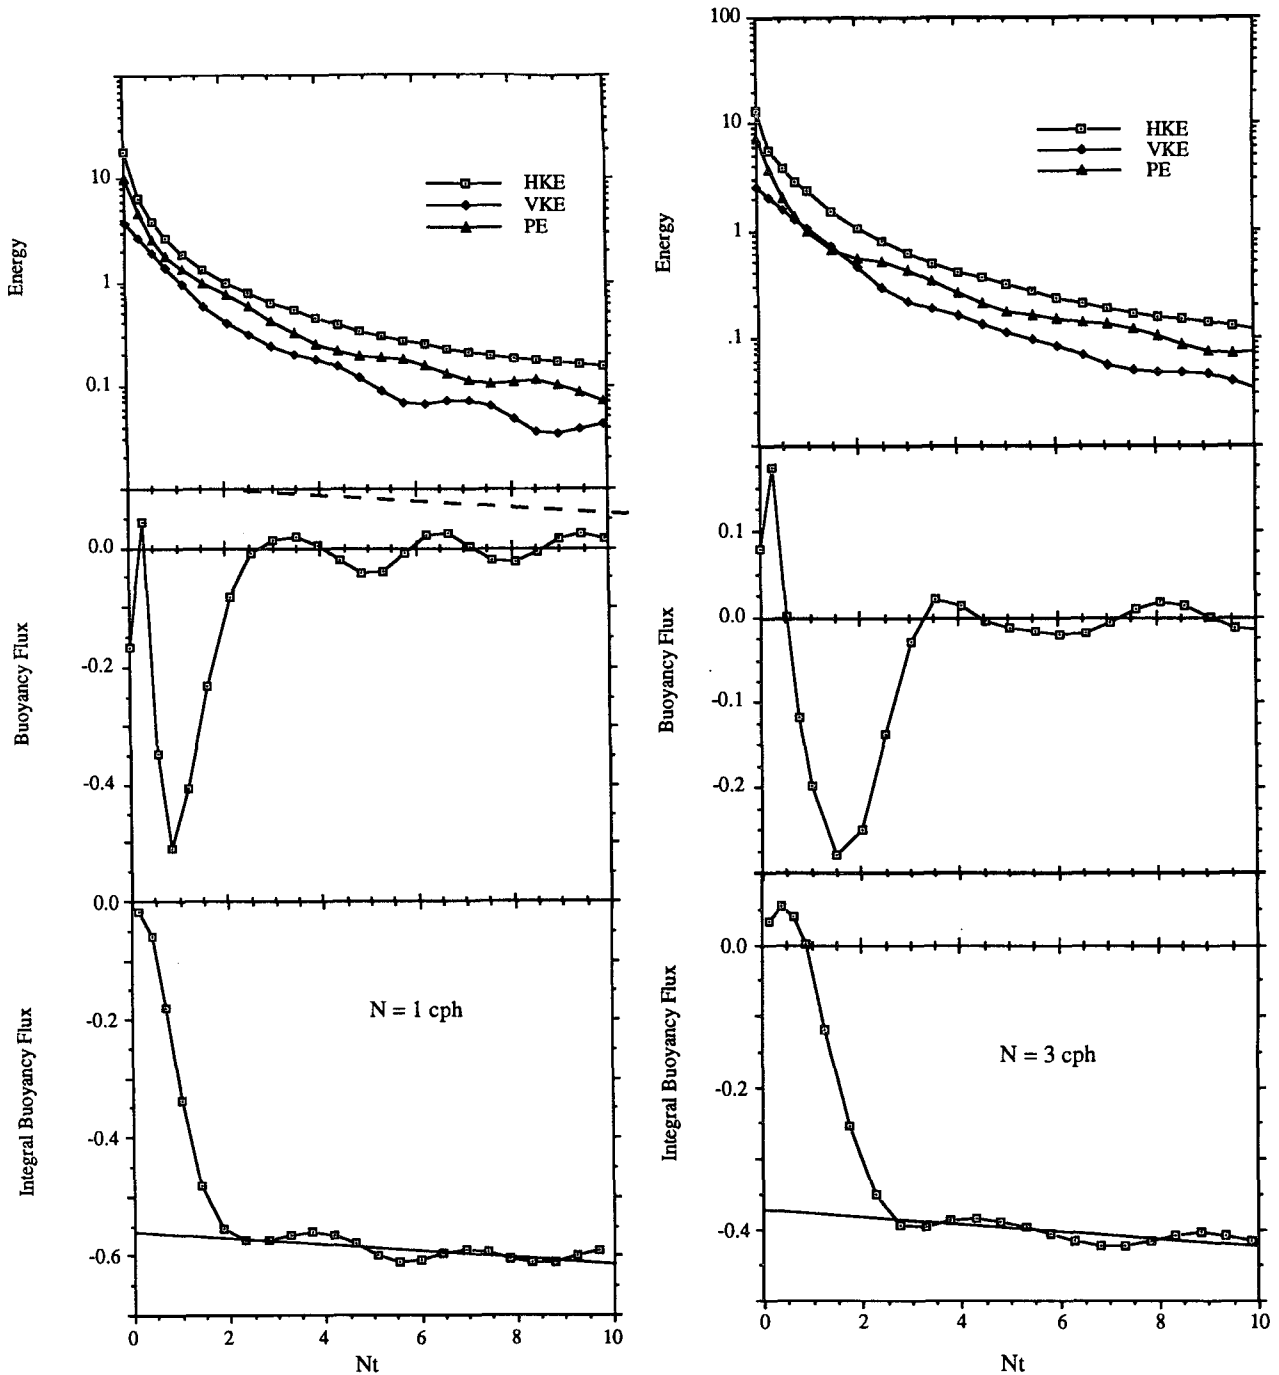 10
1
0.1
Energy
HKE
VKE
PE
0.0
-0.2
-0.4
Buoyancy Flux
0.0
-0.2
-0.4
-0.6
Integral Buoyancy Flux
N = 1 cph
0 2 4 6 8 10
Nt
100
10
1
.1
Energy
HKE
VKE
PE
0.1
0.0
-0.1
-0.2
Buoyancy Flux
0.0
-0.2
-0.4
Integral Buoyancy Flux
N = 3 cph
0 2 4 6 8 10
Nt